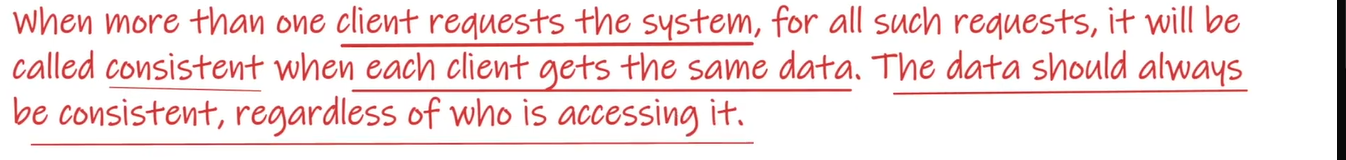 When more than one client requests the system, for all such requests, it will be
called consistent when each client gets the same data. The data should always
be consistent, regardless of who is accessing it.